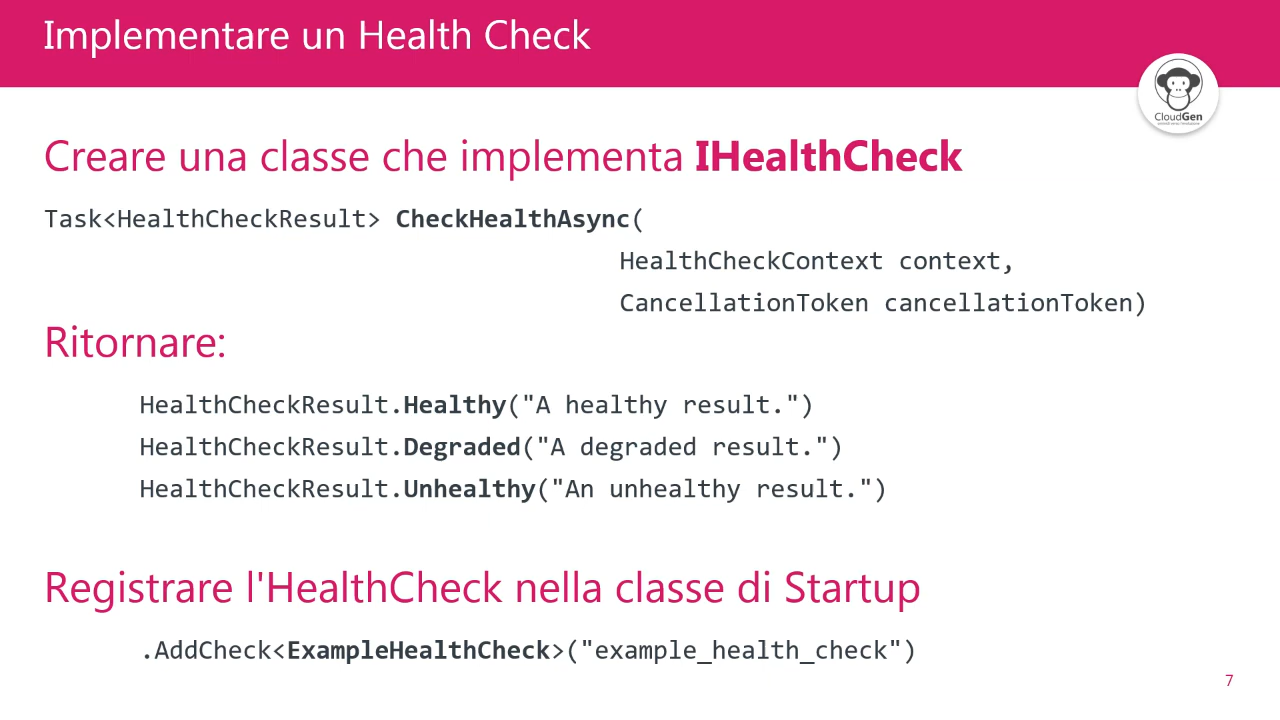 Implementare un Health Check
CloudGen
Creare una classe che implementa IHealthCheck
Task<HealthCheckResult> CheckHealthAsync(
HealthCheckContext context,
CancellationToken cancellationToken)
Ritornare:
HealthCheckResult.Healthy("A healthy result.")
HealthCheckResult.Degraded("A degraded result.")
HealthCheckResult.Unhealthy("An unhealthy result.")
Registrare l'HealthCheck nella classe di Startup
.AddCheck<ExampleHealthCheck>("example_health_check")
7